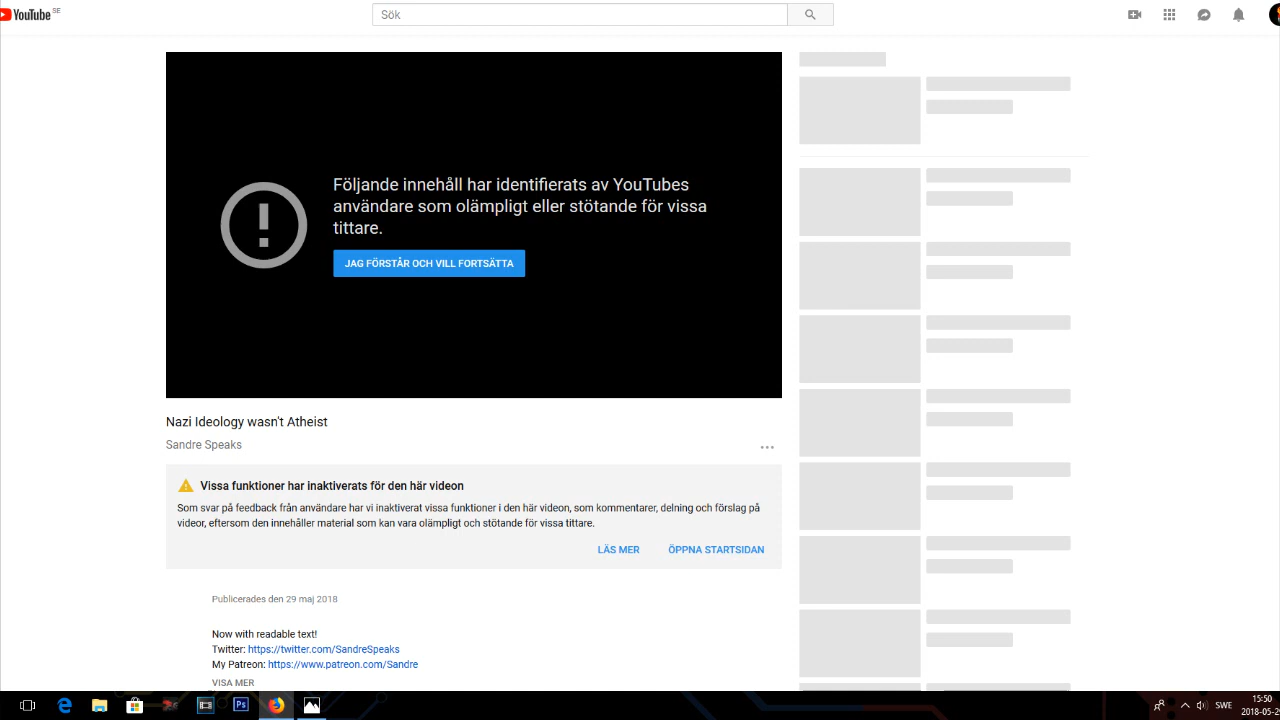 YouTube SE
Sök
Följande innehåll har identifierats av YouTubes
användare som olämpligt eller stötande för vissa
tittare.
JAG FÖRSTÅR OCH VILL FORTSÄTTA
Nazi Ideology wasn't Atheist
Sandre Speaks
Vissa funktioner har inaktiverats för den här videon
Som svar på feedback från användare har vi inaktiverat vissa funktioner i den här videon, som kommentarer, delning och förslag på
videor, eftersom den innehåller material som kan vara olämpligt och stötande för vissa tittare.
LÄS MER ÖPPNA STARTSIDAN
Publicerades den 29 maj 2018
Now with readable text!
Twitter: https://twitter.com/SandreSpeaks
My Patreon: https://www.patreon.com/Sandre
VISA MER
Ps
SWE
15:50
2018-05-2